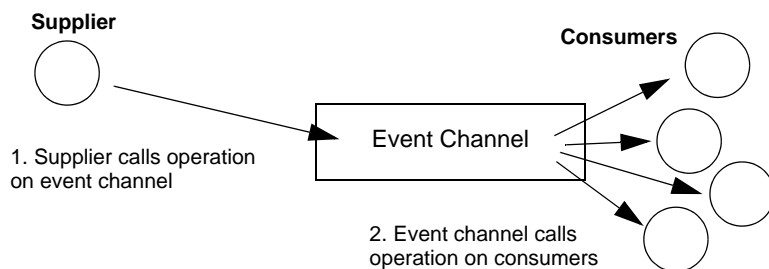 Supplier
Consumers
Event Channel
1. Supplier calls operation
on event channel
2. Event channel calls
operation on consumers